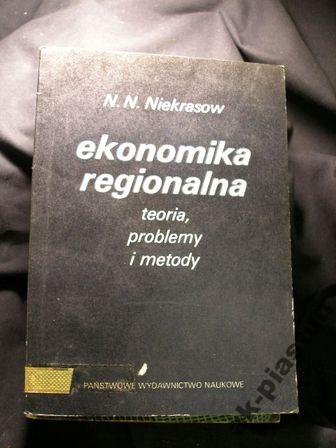 N. N. Niekrasow
ekonomika
regionalna
teoria,
problemy
i metody
PAŃSTWOWE WYDAWNICTWO NAUKOWE